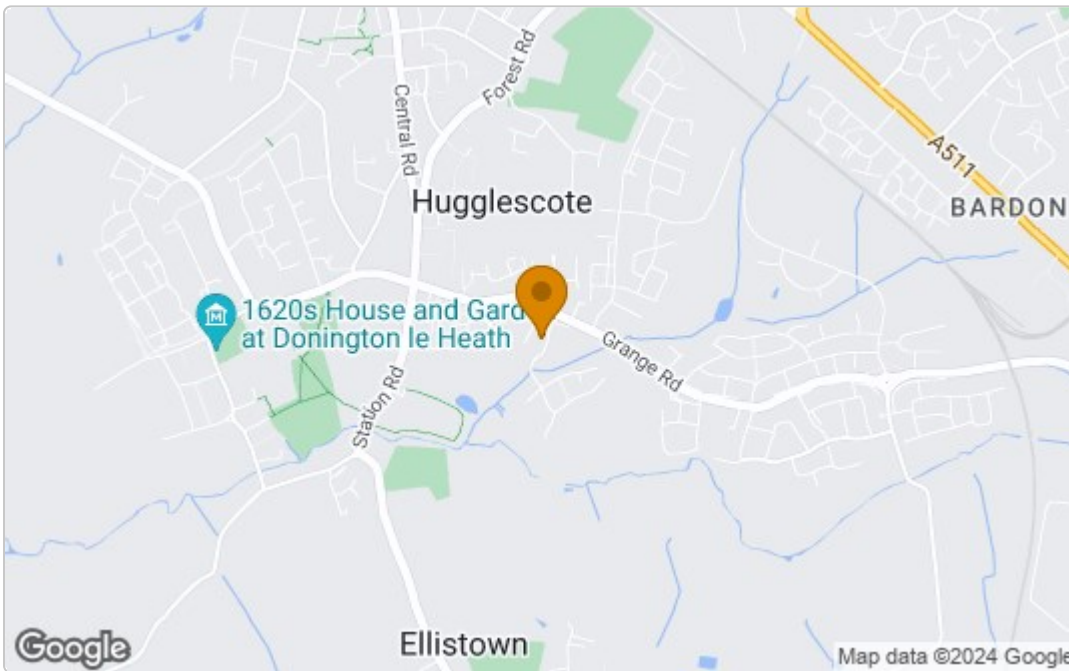 Forest Rd
Central Rd
A511
Hugglescote
BARDON
1620s House and Gard
at Donington le Heath
Grange Rd
Station Rd
Ellistown
Google
Map data ©2024 Google